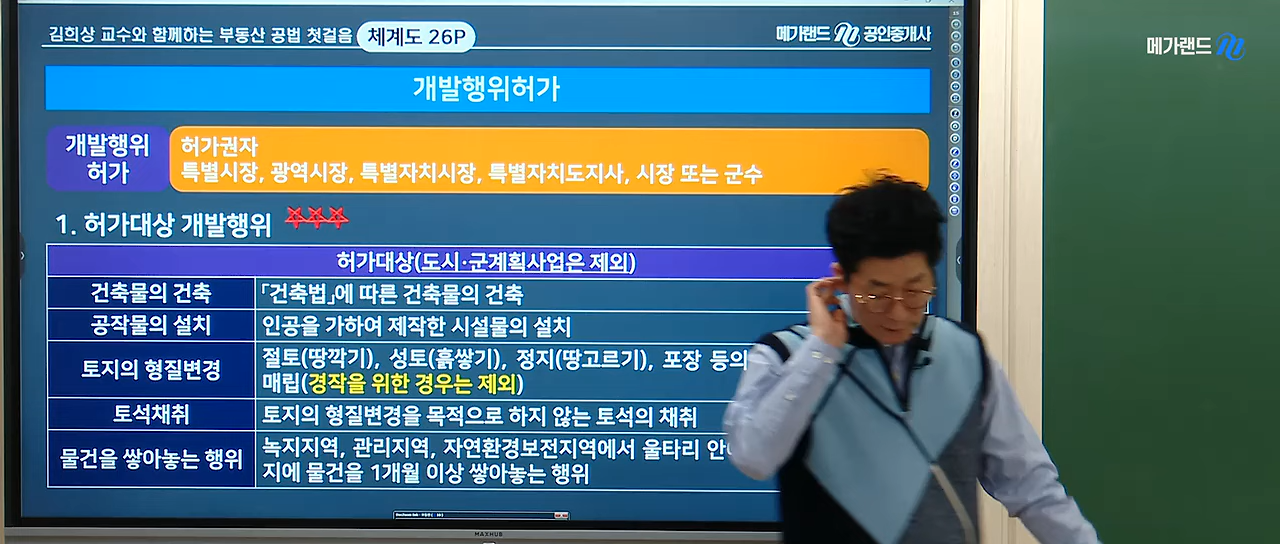 김희상 교수와 함께하는 부동산 공법 첫걸음 체계도 26P
메가랜드 공인중개사
메가랜드
개발행위허가
개발행위
허가
허가권자
특별시장, 광역시장, 특별자치시장, 특별자치도지사, 시장 또는 군수
1. 허가대상 개발행위
허가대상(도시·군계획사업은 제외)
건축물의 건축
「건축법」에 따른 건축물의 건축
공작물의 설치
인공을 가하여 제작한 시설물의 설치
토지의 형질변경
절토(땅깍기), 성토(흙쌓기), 정지(땅고르기), 포장 등의
매립(경작을 위한 경우는 제외)
토석채취
토지의 형질변경을 목적으로 하지 않는 토석의 채취
물건을 쌓아놓는 행위
녹지지역, 관리지역, 자연환경보전지역에서 울타리
지에 물건을 1개월 이상 쌓아놓는 행위
MAXHUB